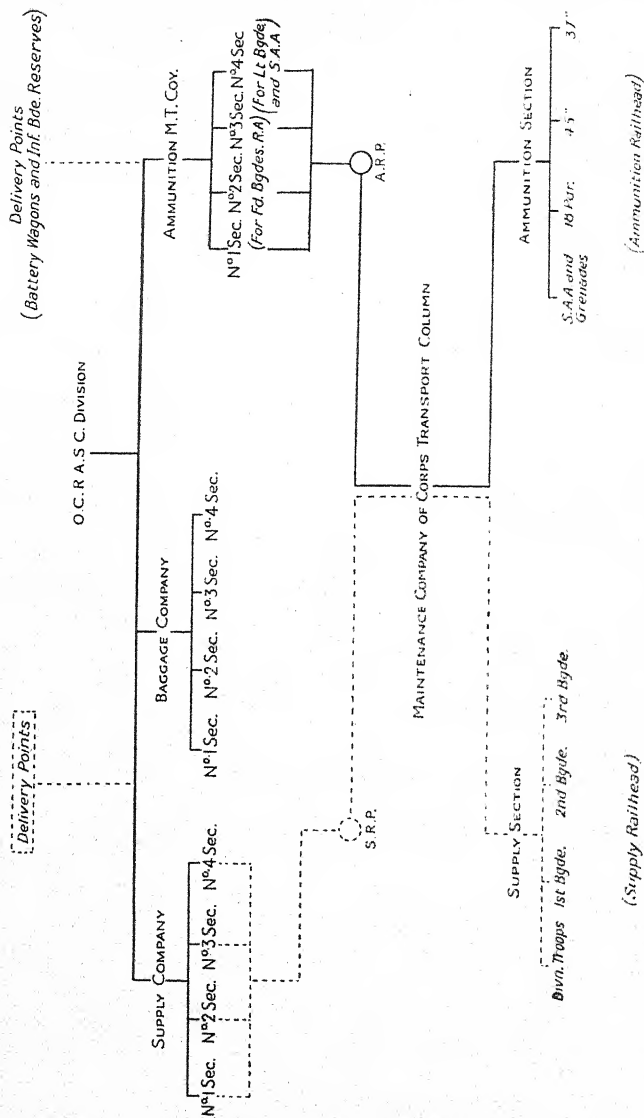 Delivery Points
Delivery Points
(Battery Wagons and Inf. Bde. Reserves)
O.C.R.A.S.C. DIVISION
SUPPLY COMPANY
BAGGAGE COMPANY
AMMUNITION M.T. COY.
Nº1 Sec. Nº2 Sec. Nº3 Sec. Nº4 Sec.
Nº1 Sec. Nº2 Sec. Nº3 Sec. Nº4 Sec.
Nº1 Sec. Nº2 Sec. Nº3 Sec. Nº4 Sec
(For Fd. Bgdes. R.A) (For Lt Bgde
and S.A.A)
S.R.P.
A.R.P.
MAINTENANCE COMPANY OF CORPS TRANSPORT COLUMN
SUPPLY SECTION
AMMUNITION SECTION
Divn. Troops 1st Bgde. 2nd Bgde. 3rd Bgde.
S.A.A and 18 Pdr. 4.5" 3.7"
Grenades
(Supply Railhead)
(Ammunition Railhead)